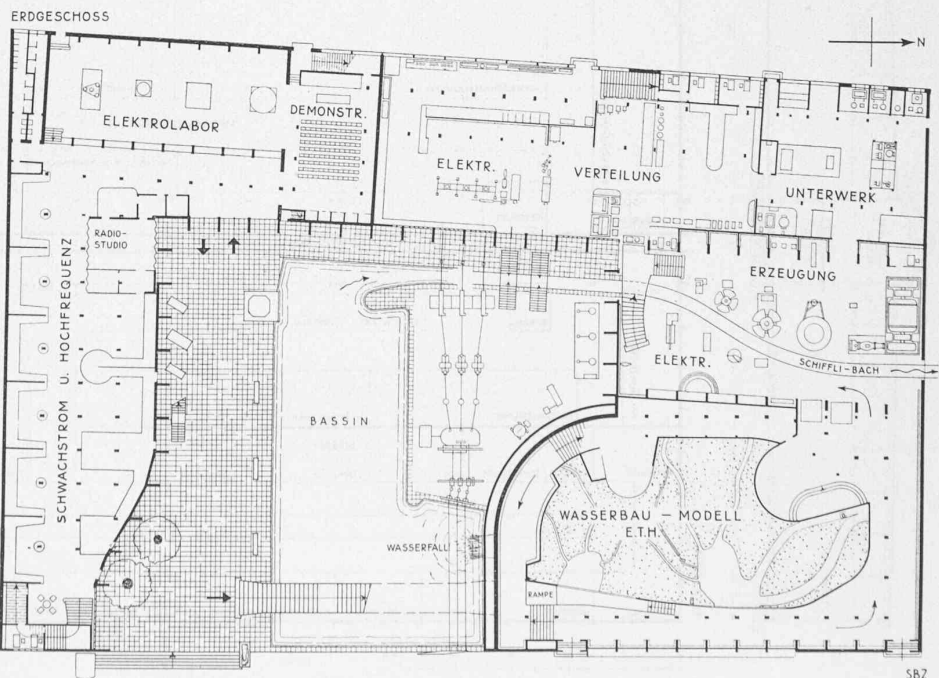 ERDGESCHOSS
N
ELEKTROLABOR
DEMONSTR.
ELEKTR.
VERTEILUNG
UNTERWERK
RADIO-
STUDIO
SCHWACHSTROM U. HOCHFREQUENZ
ERZEUGUNG
ELEKTR.
SCHIFFLI-BACH
BASSIN
WASSERFALL
WASSERBAU – MODELL
E.T.H.
RAMPE
SBZ